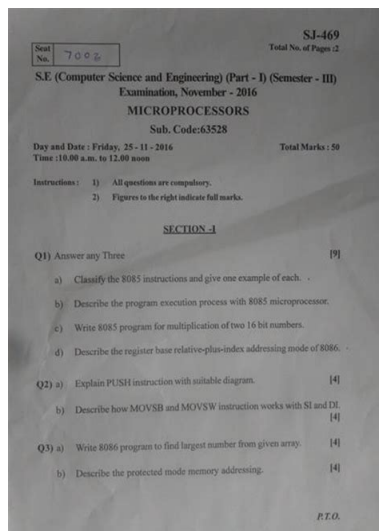 SJ-469
Seat No. 7002
Total No. of Pages :2
S.E (Computer Science and Engineering) (Part - I) (Semester - III)
Examination, November - 2016
MICROPROCESSORS
Sub. Code:63528
Day and Date : Friday, 25 - 11 - 2016 Total Marks : 50
Time :10.00 a.m. to 12.00 noon
Instructions : 1) All questions are compulsory.
2) Figures to the right indicate full marks.
SECTION -I
Q1) Answer any Three [9]
a) Classify the 8085 instructions and give one example of each.
b) Describe the program execution process with 8085 microprocessor.
c) Write 8085 program for multiplication of two 16 bit numbers.
d) Describe the register base relative-plus-index addressing mode of 8086.
Q2) a) Explain PUSH instruction with suitable diagram. [4]
b) Describe how MOVSB and MOVSW instruction works with SI and DI.
[4]
Q3) a) Write 8086 program to find largest number from given array. [4]
b) Describe the protected mode memory addressing. [4]
P.T.O.